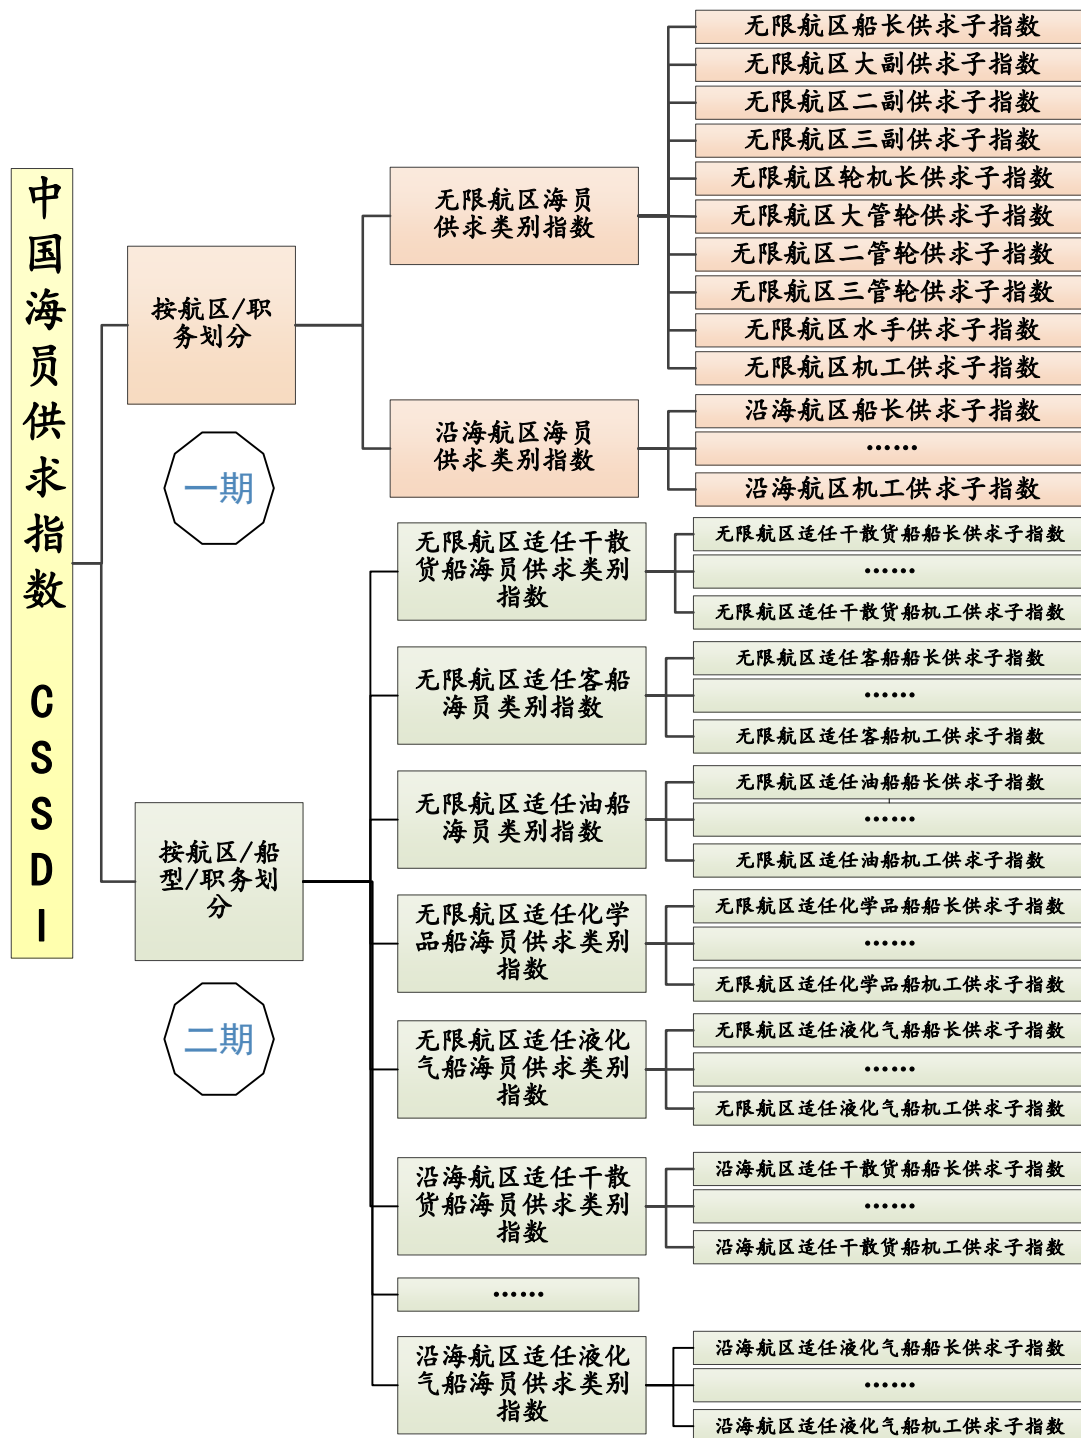 中国海员供求指数 CSSDI
按航区/职
务划分
一期
无限航区海员
供求类别指数
无限航区船长供求子指数
无限航区大副供求子指数
无限航区二副供求子指数
无限航区三副供求子指数
无限航区轮机长供求子指数
无限航区大管轮供求子指数
无限航区二管轮供求子指数
无限航区三管轮供求子指数
无限航区水手供求子指数
无限航区机工供求子指数
沿海航区海员
供求类别指数
沿海航区船长供求子指数
……
沿海航区机工供求子指数
按航区/船
型/职务划
分
二期
无限航区适任干散
货船海员供求类别
指数
无限航区适任干散货船船长供求子指数
……
无限航区适任干散货船机工供求子指数
无限航区适任客船
海员类别指数
无限航区适任客船船长供求子指数
……
无限航区适任客船机工供求子指数
无限航区适任油船
海员类别指数
无限航区适任油船船长供求子指数
……
无限航区适任油船机工供求子指数
无限航区适任化学
品船海员供求类别
指数
无限航区适任化学品船船长供求子指数
……
无限航区适任化学品船机工供求子指数
无限航区适任液化
气船海员供求类别
指数
无限航区适任液化气船船长供求子指数
……
无限航区适任液化气船机工供求子指数
沿海航区适任干散
货船海员供求类别
指数
沿海航区适任干散货船船长供求子指数
……
沿海航区适任干散货船机工供求子指数
……
沿海航区适任液化
气船海员供求类别
指数
沿海航区适任液化气船船长供求子指数
……
沿海航区适任液化气船机工供求子指数